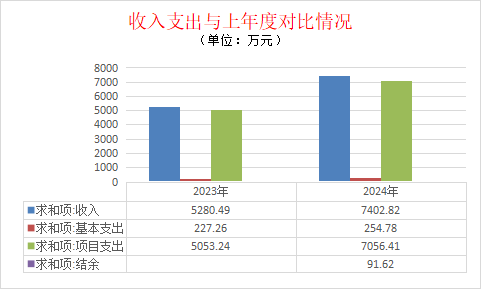 收入支出与上年度对比情况
（单位：万元）
8000
7000
6000
5000
4000
3000
2000
1000
0
2023年 2024年
求和项:收入 5280.49 7402.82
求和项:基本支出 227.26 254.78
求和项:项目支出 5053.24 7056.41
求和项:结余 91.62